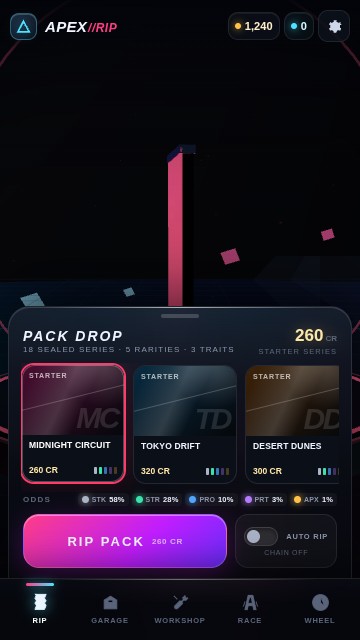 APEX//RIP
1,240
0
PACK DROP
260 CR
18 SEALED SERIES · 5 RARITIES · 3 TRAITS
STARTER SERIES
STARTER
MC
MIDNIGHT CIRCUIT
260 CR
STARTER
TD
TOKYO DRIFT
320 CR
STARTER
DD
DESERT DUNES
300 CR
ODDS
STK 58%
STR 28%
PRO 10%
PRT 3%
APX 1%
RIP PACK 260 CR
AUTO RIP
CHAIN OFF
RIP
GARAGE
WORKSHOP
RACE
WHEEL